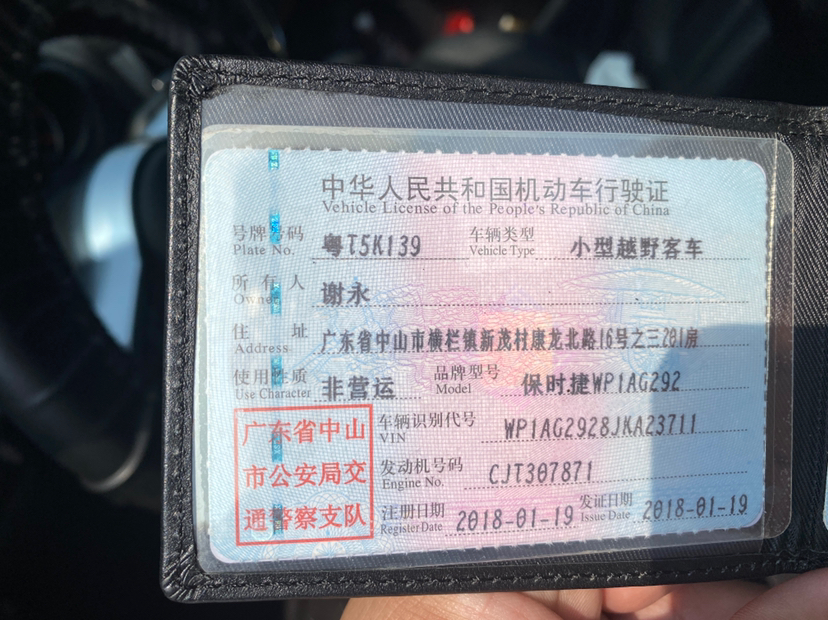 中华人民共和国机动车行驶证
Vehicle License of the People's Republic of China
号牌号码 粤T5K139 车辆类型 小型越野客车
Plate No. Vehicle Type
所有人 谢永
Owner
住址 广东省中山市横栏镇新茂村康龙北路16号之三201房
Address
使用性质 非营运 品牌型号 保时捷WP1AG292
Use Character Model
车辆识别代号 WP1AG2928JKA23711
VIN
发动机号码 CJT307871
Engine No.
注册日期 2018-01-19 发证日期 2018-01-19
Register Date Issue Date
广东省中山
市公安局交
通警察支队